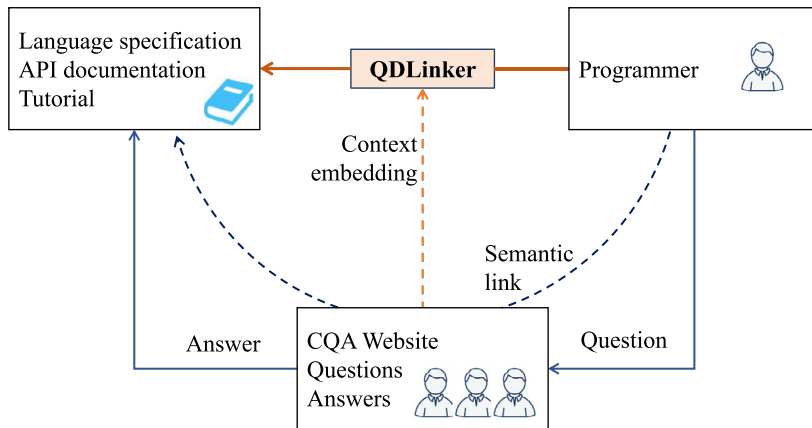 Language specification
API documentation
Tutorial
QDLinker
Programmer
Context
embedding
Semantic
link
Answer
CQA Website
Questions
Answers
Question